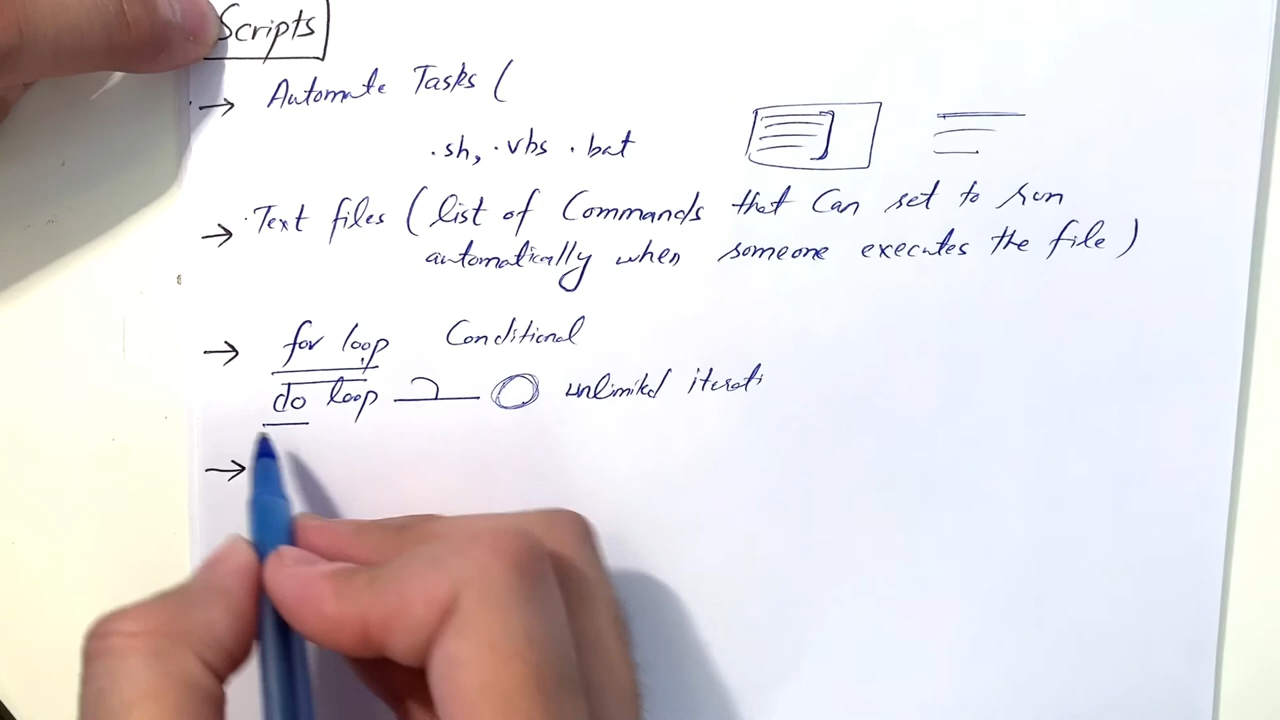 Scripts
→ Automate Tasks (
.sh, .vbs .bat
→ Text files ( list of Commands that Can set to run
automatically when someone executes the file )
→ for loop Conditional
do loop unlimited iterati
→